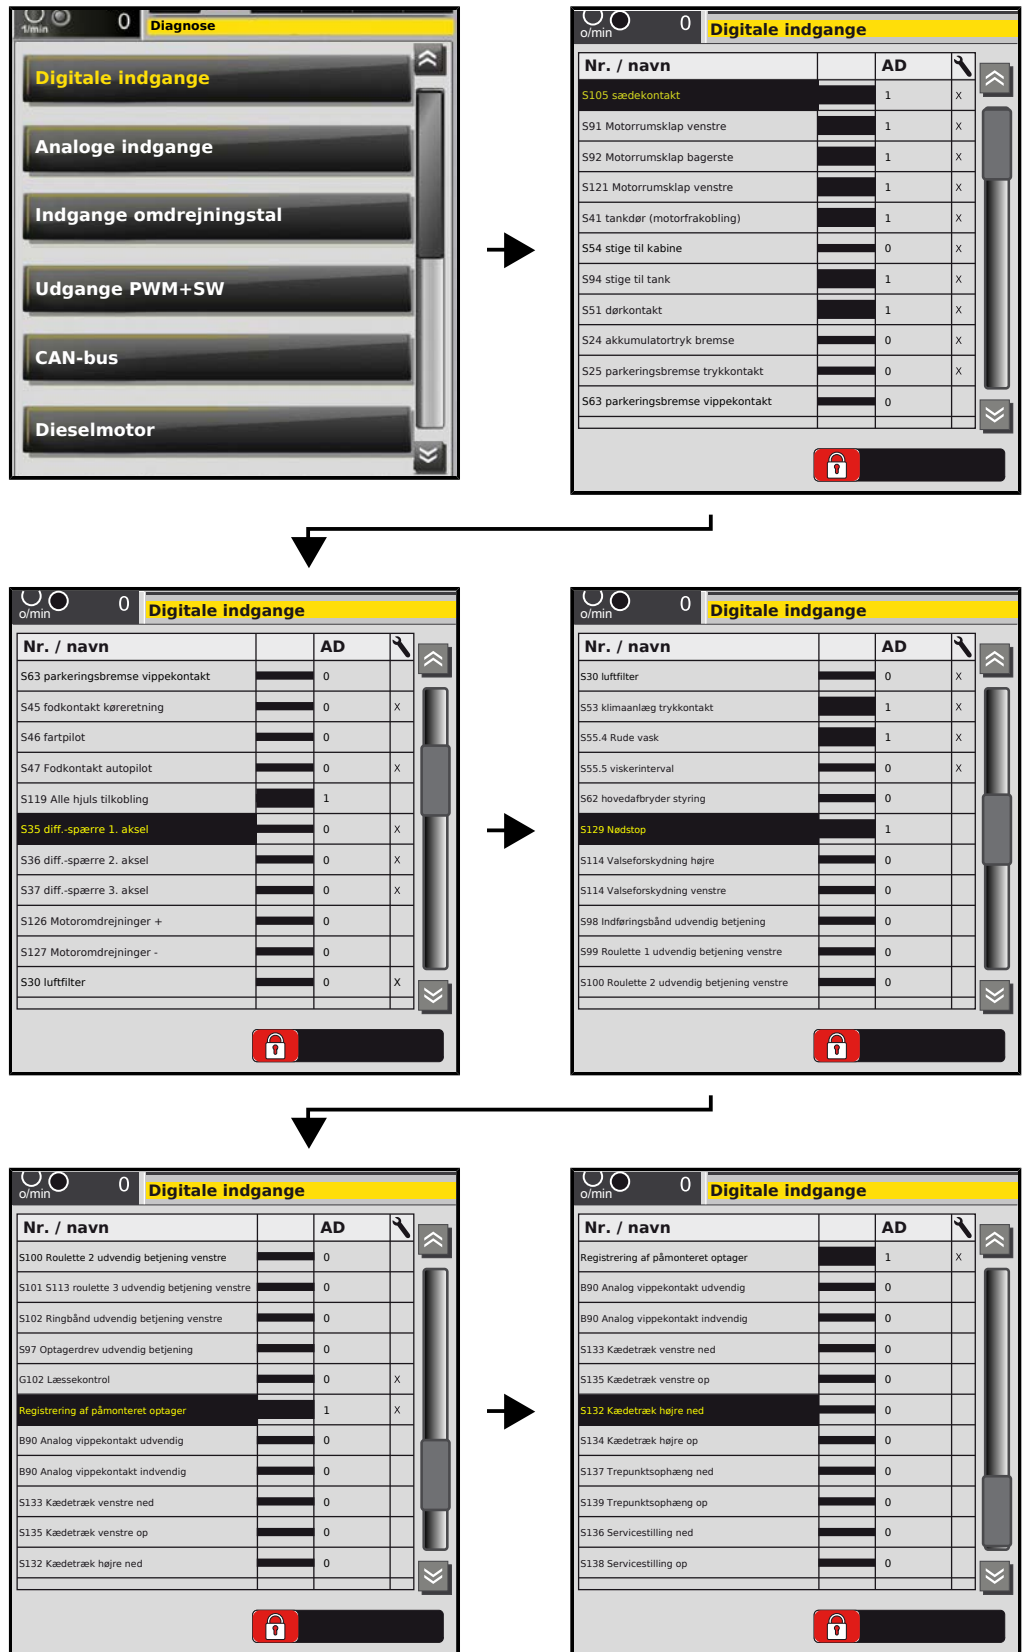 1/min 0 Diagnose
Digitale indgange
Analoge indgange
Indgange omdrejningstal
Udgange PWM+SW
CAN-bus
Dieselmotor
o/min 0 Digitale indgange
Nr. / navn AD
S105 sædekontakt 1 X
S91 Motorrumsklap venstre 1 X
S92 Motorrumsklap bagerste 1 X
S121 Motorrumsklap venstre 1 X
S41 tankdør (motorfrakobling) 1 X
S54 stige til kabine 0 X
S94 stige til tank 1 X
S51 dørkontakt 1 X
S24 akkumulatortryk bremse 0 X
S25 parkeringsbremse trykkontakt 0 X
S63 parkeringsbremse vippekontakt 0
o/min 0 Digitale indgange
Nr. / navn AD
S63 parkeringsbremse vippekontakt 0
S45 fodkontakt køreretning 0 X
S46 fartpilot 0
S47 Fodkontakt autopilot 0 X
S119 Alle hjuls tilkobling 1
S35 diff.-spærre 1. aksel 0 X
S36 diff.-spærre 2. aksel 0 X
S37 diff.-spærre 3. aksel 0 X
S126 Motoromdrejninger + 0
S127 Motoromdrejninger - 0
S30 luftfilter 0 X
o/min 0 Digitale indgange
Nr. / navn AD
S30 luftfilter 0 X
S53 klimaanlæg trykkontakt 1 X
S55.4 Rude vask 1 X
S55.5 viskerinterval 0 X
S62 hovedafbryder styring 0
S129 Nødstop 1
S114 Valseforskydning højre 0
S114 Valseforskydning venstre 0
S98 Indføringsbånd udvendig betjening 0
S99 Roulette 1 udvendig betjening venstre 0
S100 Roulette 2 udvendig betjening venstre 0
o/min 0 Digitale indgange
Nr. / navn AD
S100 Roulette 2 udvendig betjening venstre 0
S101 S113 roulette 3 udvendig betjening venstre 0
S102 Ringbånd udvendig betjening venstre 0
S97 Optagerdrev udvendig betjening 0
G102 Læssekontrol 0 X
Registrering af påmonteret optager 1 X
B90 Analog vippekontakt udvendig 0
B90 Analog vippekontakt indvendig 0
S133 Kædetræk venstre ned 0
S135 Kædetræk venstre op 0
S132 Kædetræk højre ned 0
o/min 0 Digitale indgange
Nr. / navn AD
Registrering af påmonteret optager 1 X
B90 Analog vippekontakt udvendig 0
B90 Analog vippekontakt indvendig 0
S133 Kædetræk venstre ned 0
S135 Kædetræk venstre op 0
S132 Kædetræk højre ned 0
S134 Kædetræk højre op 0
S137 Trepunktsophæng ned 0
S139 Trepunktsophæng op 0
S136 Servicestilling ned 0
S138 Servicestilling op 0